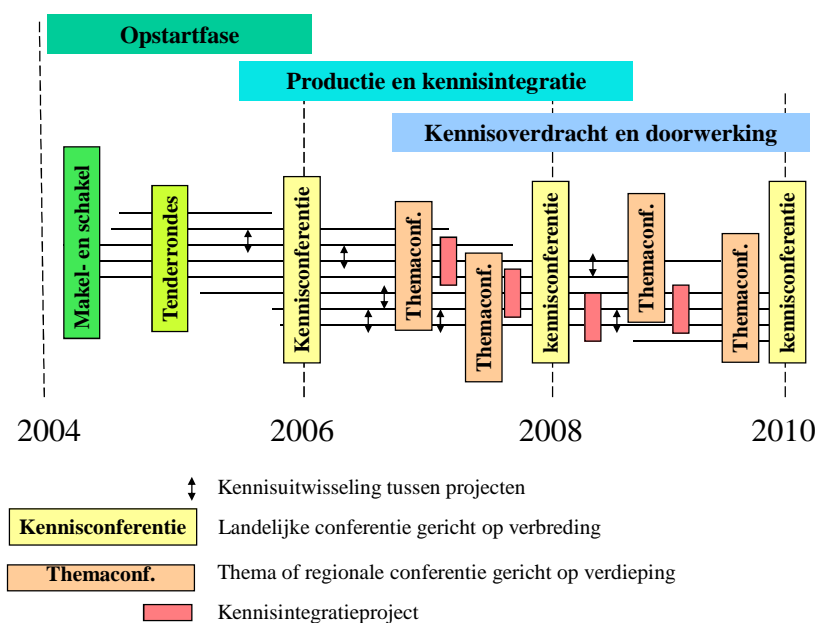 Opstartfase
Productie en kennisintegratie
Kennisoverdracht en doorwerking
Makel- en schakel
Tenderrondes
Kennisconferentie
Themaconf.
Themaconf.
kennisconferentie
Themaconf.
Themaconf.
kennisconferentie
2004
2006
2008
2010
Kennisuitwisseling tussen projecten
Kennisconferentie
Landelijke conferentie gericht op verbreding
Themaconf.
Thema of regionale conferentie gericht op verdieping
Kennisintegratieproject